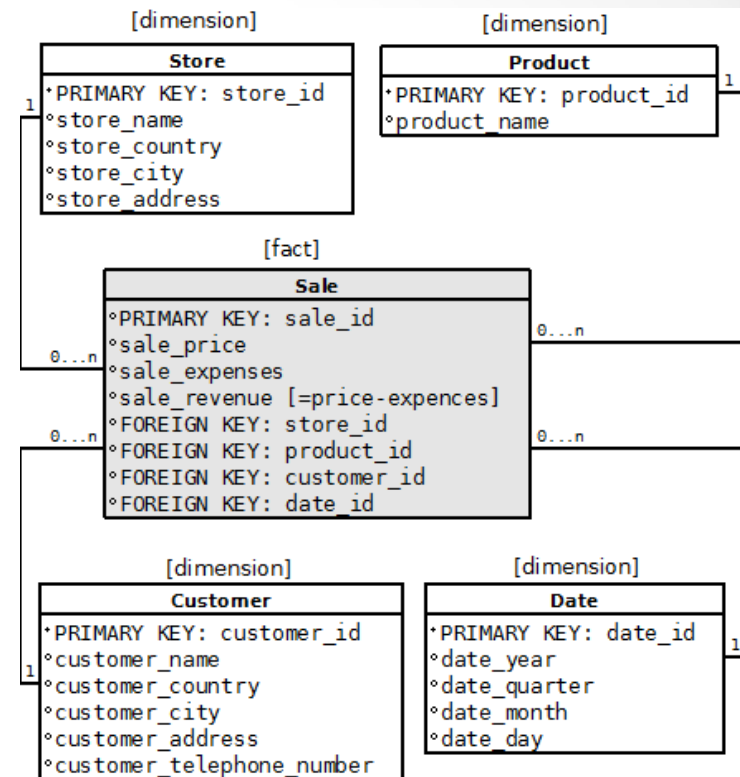 [dimension]
Store
PRIMARY KEY: store_id
store_name
store_country
store_city
store_address
1
[dimension]
Product
PRIMARY KEY: product_id
product_name
1
[fact]
Sale
PRIMARY KEY: sale_id
sale_price
sale_expenses
sale_revenue [=price-expences]
FOREIGN KEY: store_id
FOREIGN KEY: product_id
FOREIGN KEY: customer_id
FOREIGN KEY: date_id
0...n
0...n
0...n
0...n
[dimension]
Customer
PRIMARY KEY: customer_id
customer_name
customer_country
customer_city
customer_address
customer_telephone_number
1
[dimension]
Date
PRIMARY KEY: date_id
date_year
date_quarter
date_month
date_day
1